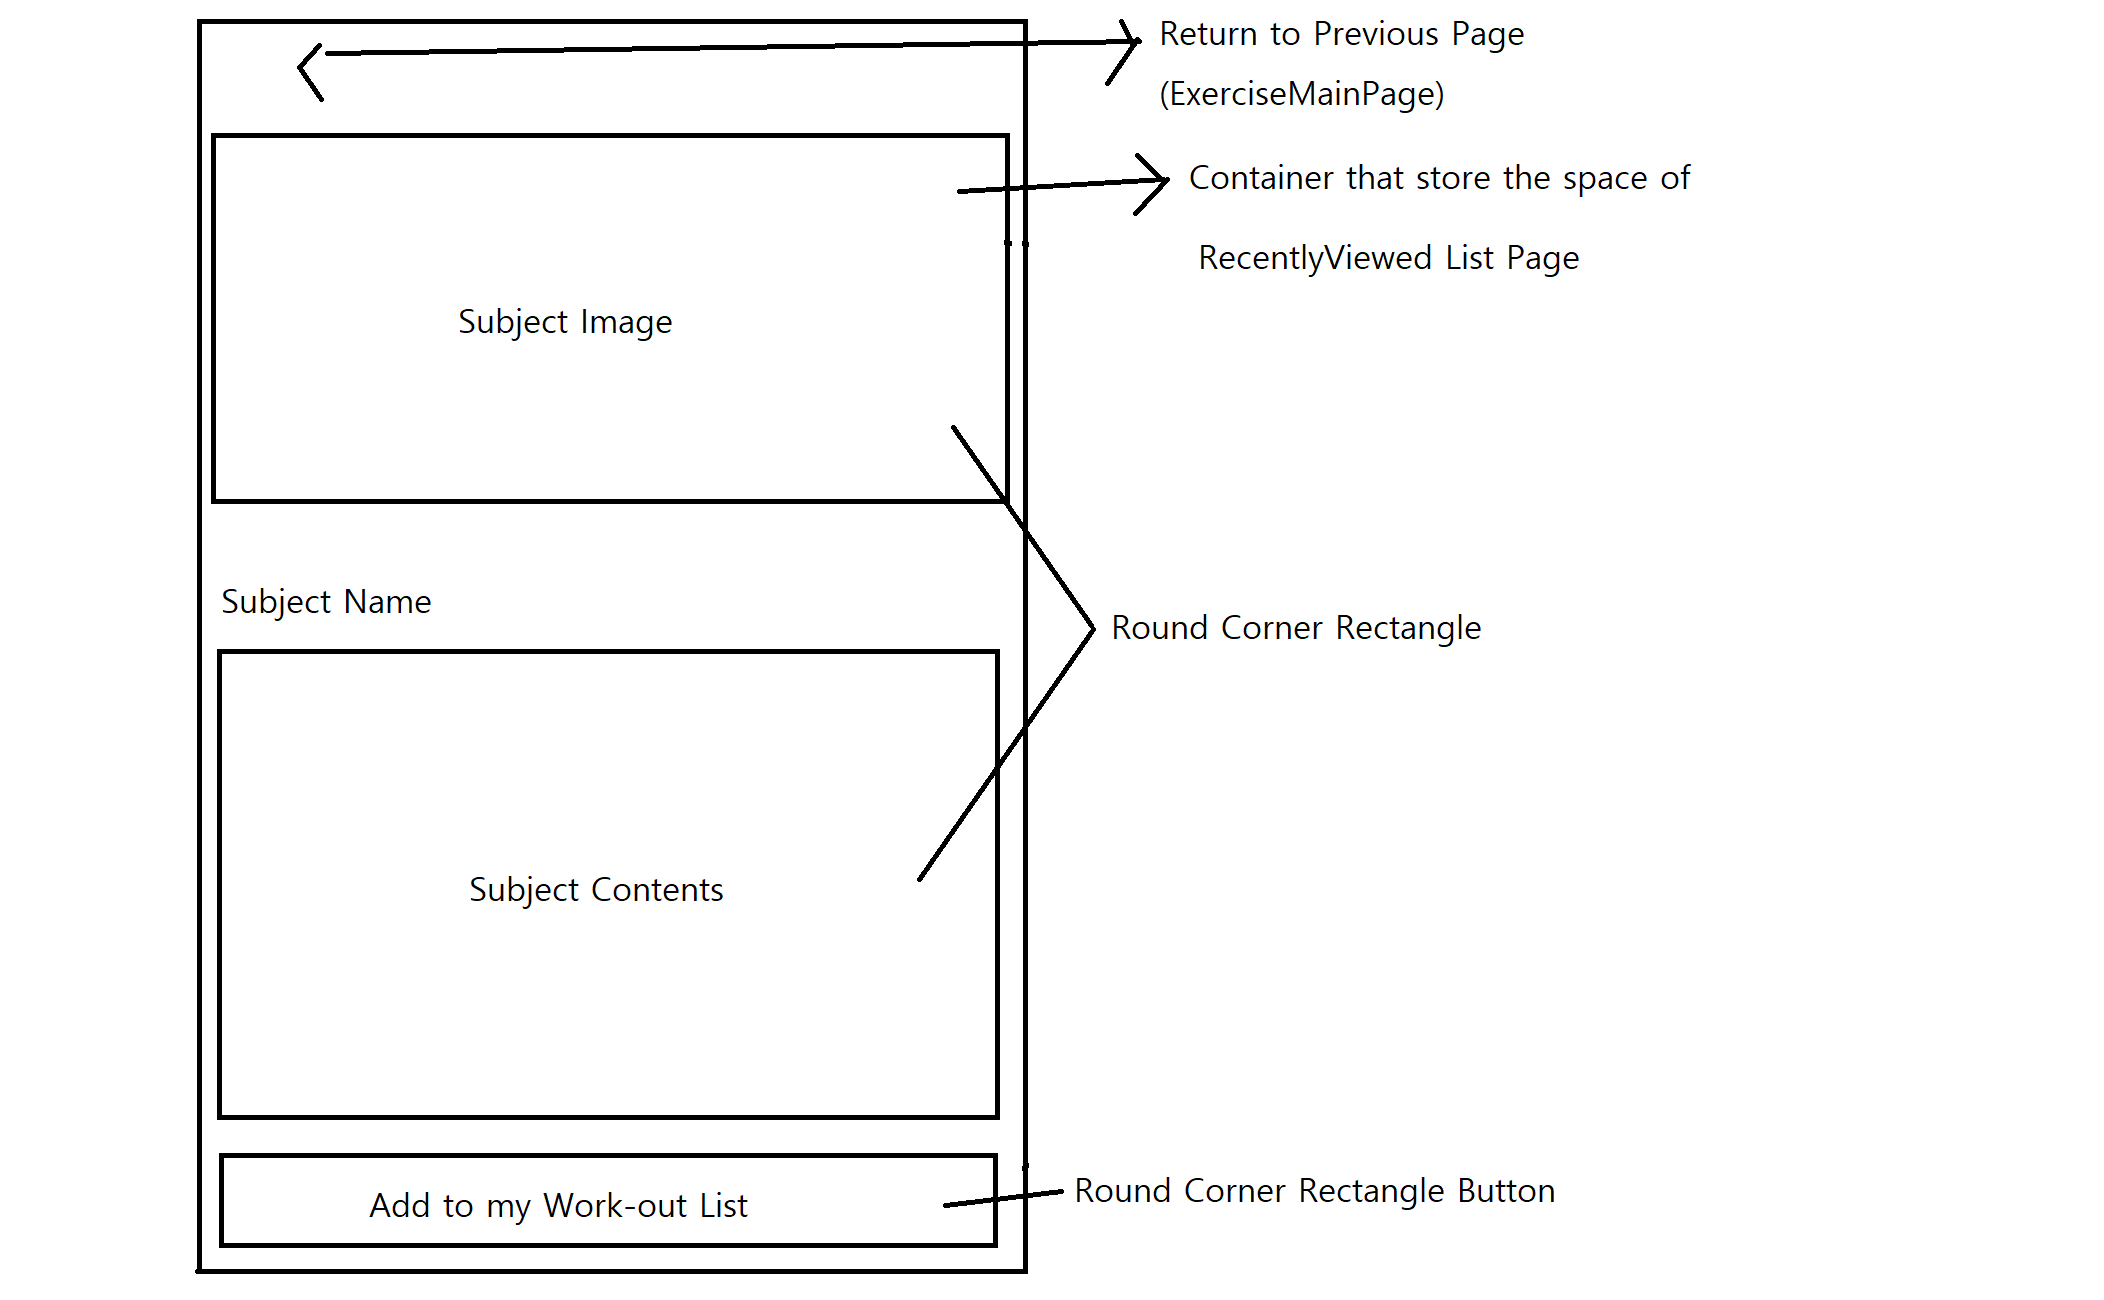 Return to Previous Page
(ExerciseMainPage)
Container that store the space of
RecentlyViewed List Page
Subject Image
Subject Name
Round Corner Rectangle
Subject Contents
Add to my Work-out List
Round Corner Rectangle Button